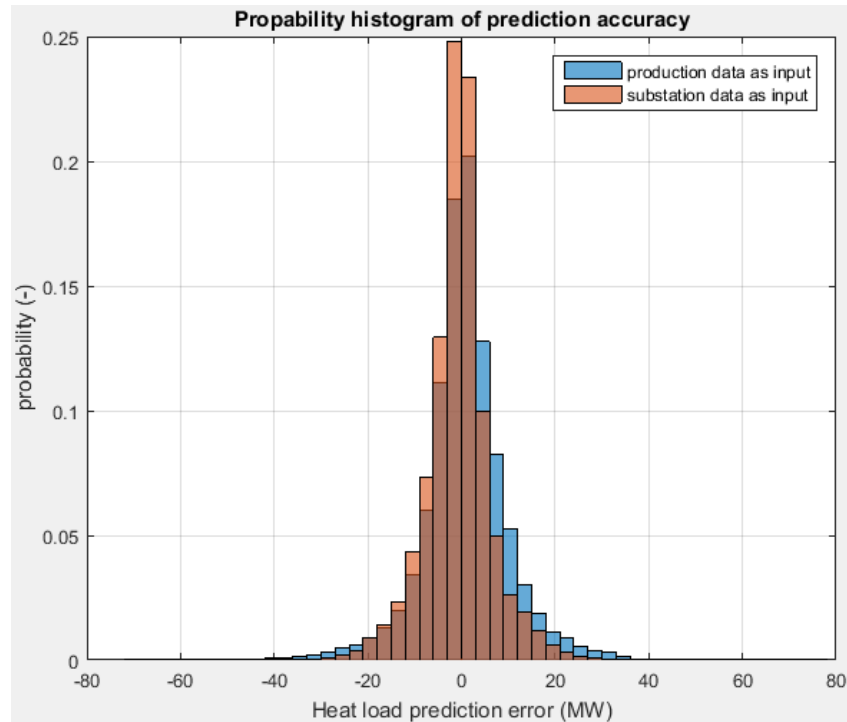 Propability histogram of prediction accuracy
production data as input
substation data as input
0.25
0.2
0.15
0.1
0.05
0
probability (-)
-80 -60 -40 -20 0 20 40 60 80
Heat load prediction error (MW)